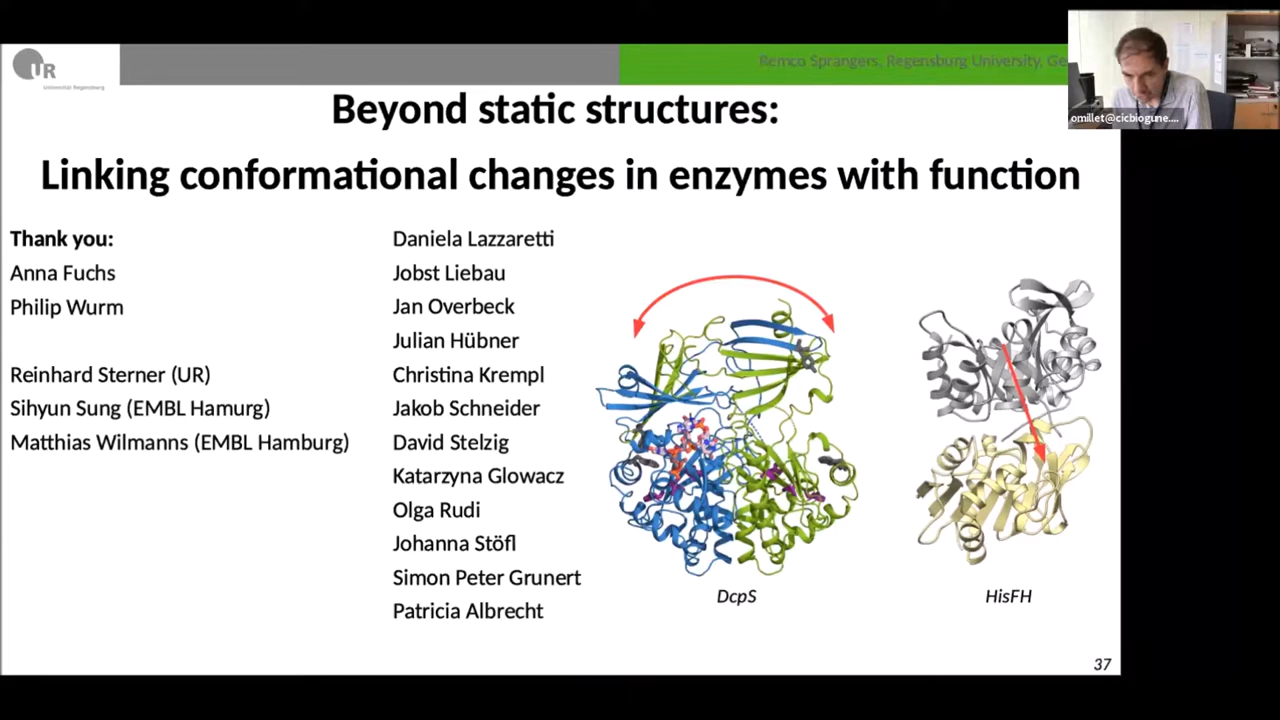 UR
Universität Regensburg
Remco Sprangers, Regensburg University, Ge
omillet@cicbiogune....
Beyond static structures:
Linking conformational changes in enzymes with function
Thank you:
Anna Fuchs
Philip Wurm
Reinhard Sterner (UR)
Sihyun Sung (EMBL Hamurg)
Matthias Wilmanns (EMBL Hamburg)
Daniela Lazzaretti
Jobst Liebau
Jan Overbeck
Julian Hübner
Christina Krempl
Jakob Schneider
David Stelzig
Katarzyna Glowacz
Olga Rudi
Johanna Stöfl
Simon Peter Grunert
Patricia Albrecht
DcpS
HisFH
37